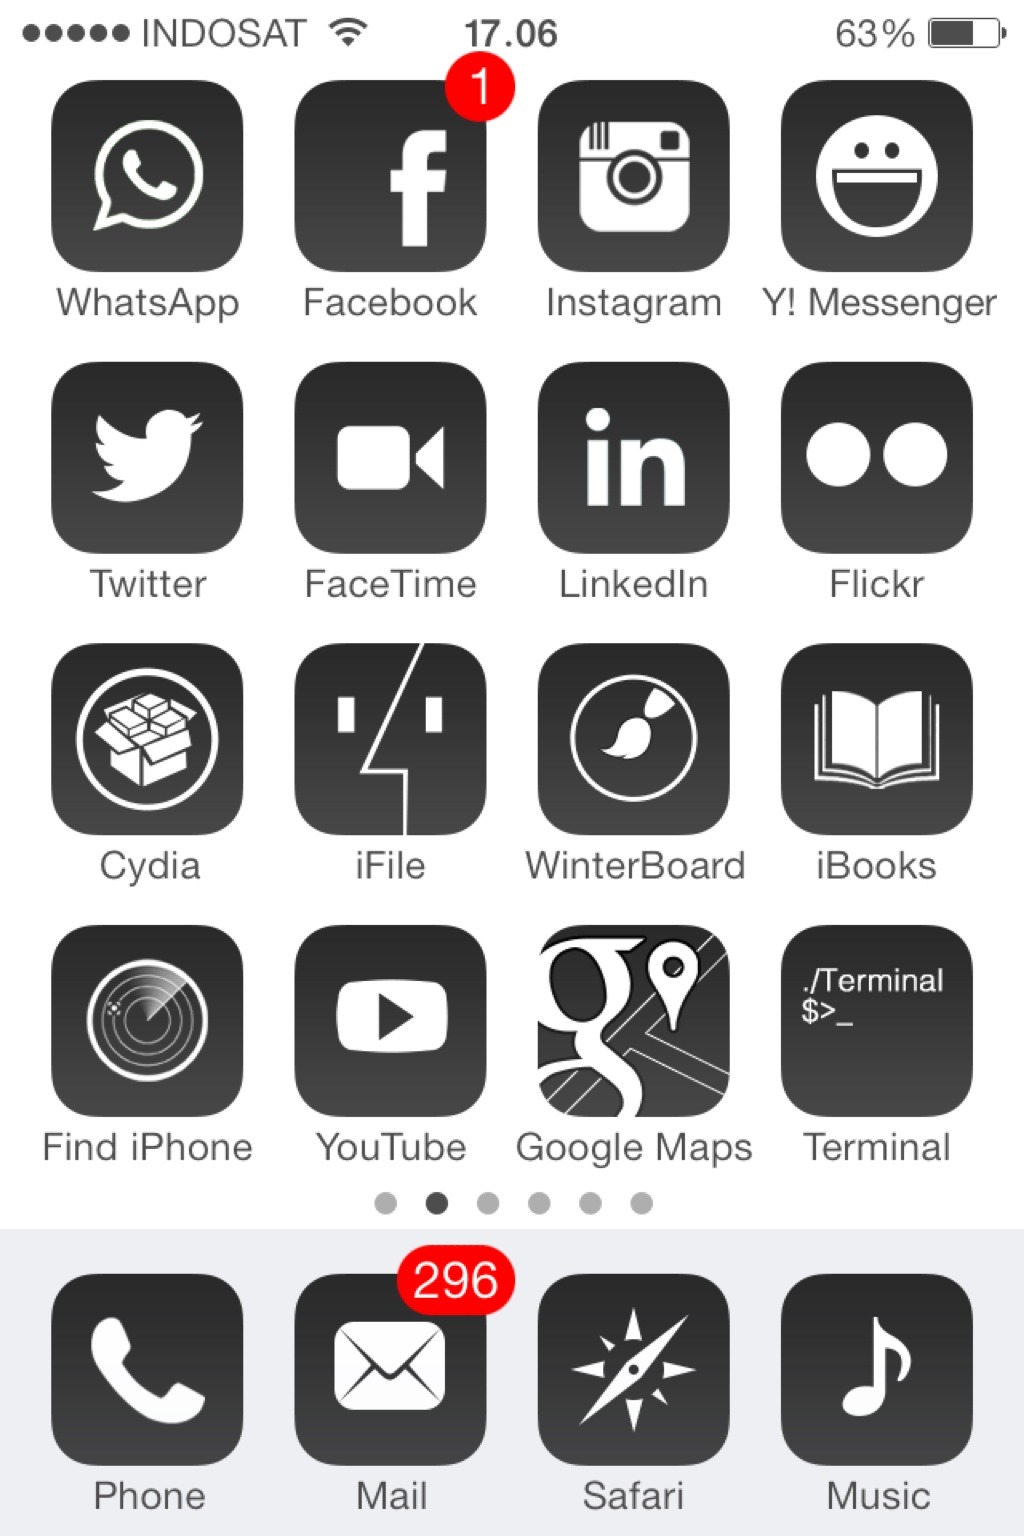 INDOSAT 17.06 63%
1
WhatsApp Facebook Instagram Y! Messenger
in
Twitter FaceTime LinkedIn Flickr
Cydia iFile WinterBoard iBooks
./Terminal
$>_
Find iPhone YouTube Google Maps Terminal
296
Phone Mail Safari Music